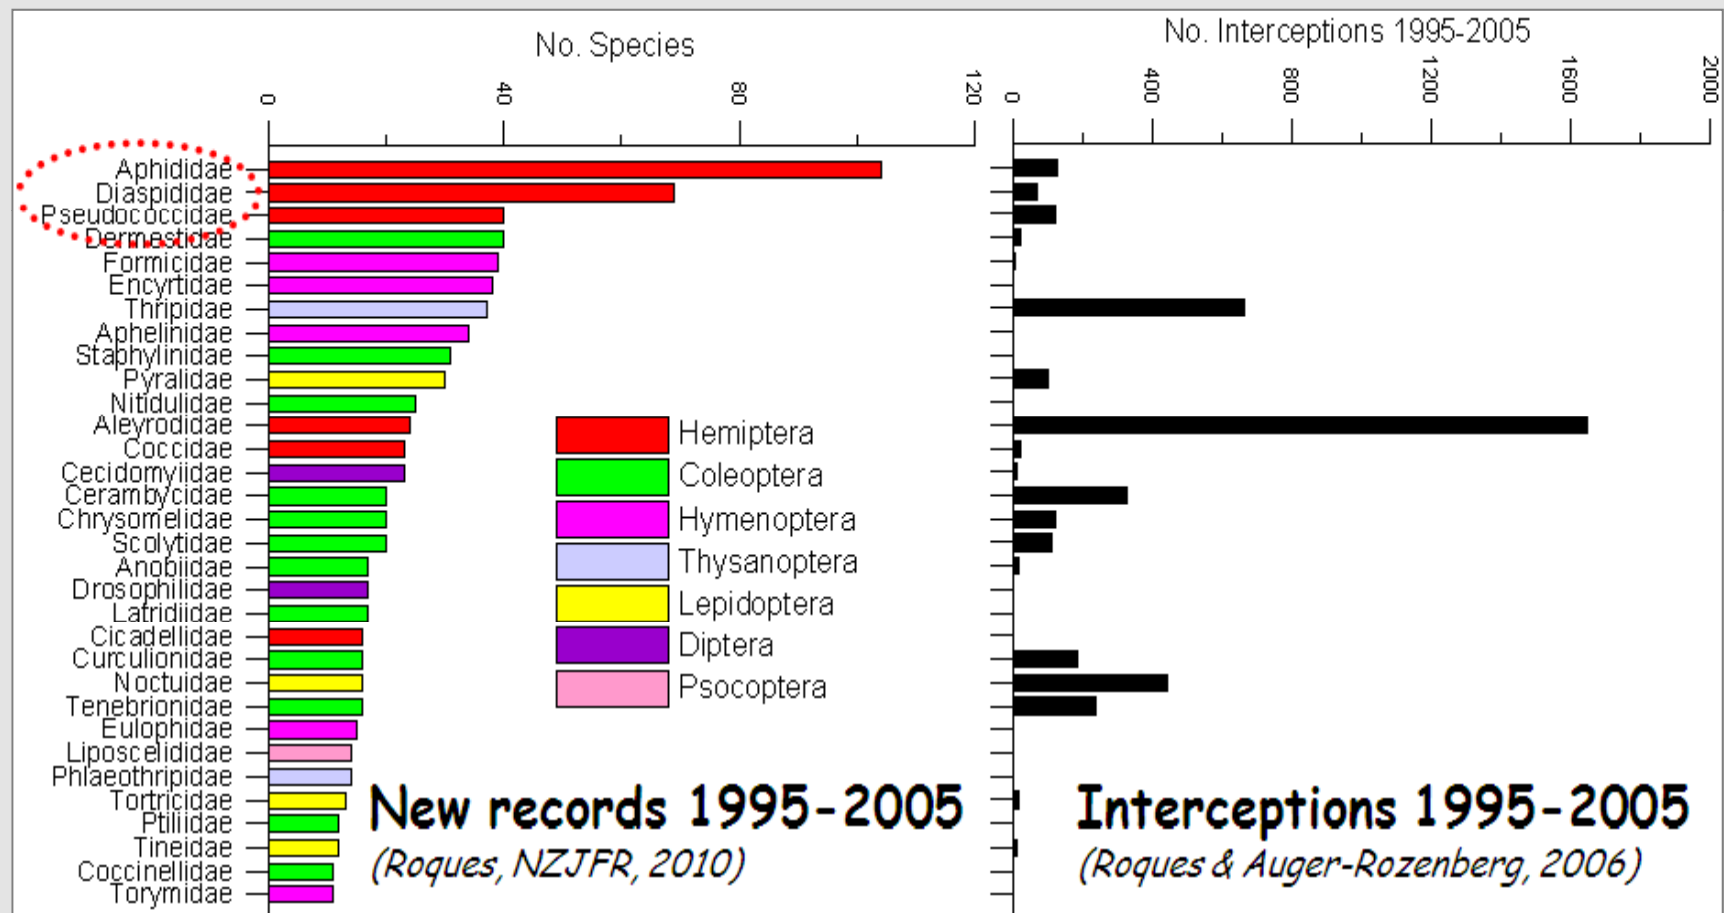 No. Species
0
40
80
120
No. Interceptions 1995-2005
0
400
800
1200
1600
2000
Aphididae
Diaspididae
Pseudococcidae
Dermestidae
Formicidae
Encyrtidae
Thripidae
Aphelinidae
Staphylinidae
Pyralidae
Nitidulidae
Aleyrodidae
Coccidae
Cecidomyiidae
Cerambycidae
Chrysomelidae
Scolytidae
Anobiidae
Drosophilidae
Latridiidae
Cicadellidae
Curculionidae
Noctuidae
Tenebrionidae
Eulophidae
Liposcelididae
Phlaeothripidae
Tortricidae
Ptiliidae
Tineidae
Coccinellidae
Torymidae
Hemiptera
Coleoptera
Hymenoptera
Thysanoptera
Lepidoptera
Diptera
Psocoptera
New records 1995-2005
(Roques, NZJFR, 2010)
Interceptions 1995-2005
(Roques & Auger-Rozenberg, 2006)